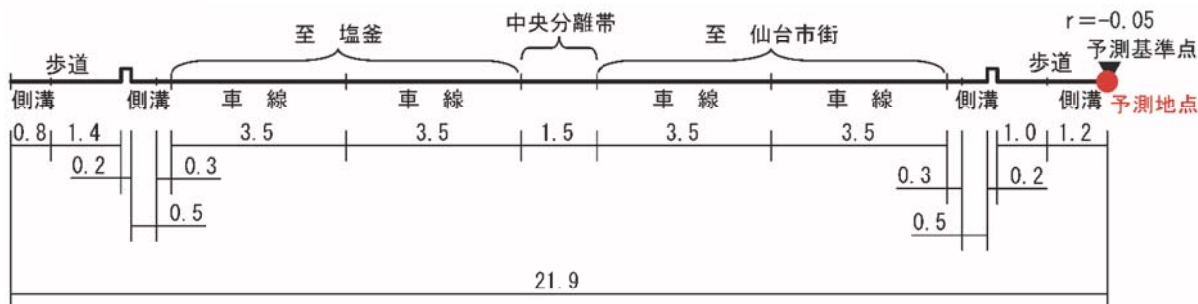 r=-0.05
中央分離帯
至　塩釜
至　仙台市街
予測基準点
歩道
歩道
側溝
側溝
車　線
車　線
車　線
車　線
側溝
側溝
予測地点
0.8
1.4
3.5
3.5
1.5
3.5
3.5
1.0
1.2
0.2
0.3
0.3
0.2
0.5
0.5
21.9